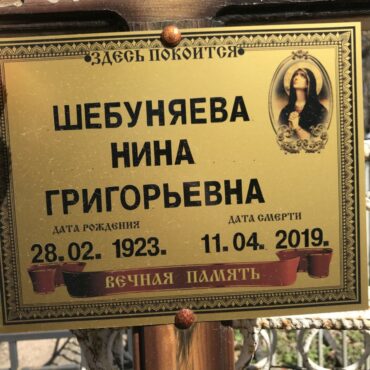 ЗДЕСЬ ПОКОИТСЯ
ШЕБУНЯЕВА
НИНА
ГРИГОРЬЕВНА
ДАТА РОЖДЕНИЯ ДАТА СМЕРТИ
28.02. 1923. 11.04. 2019.
ВЕЧНАЯ ПАМЯТЬ